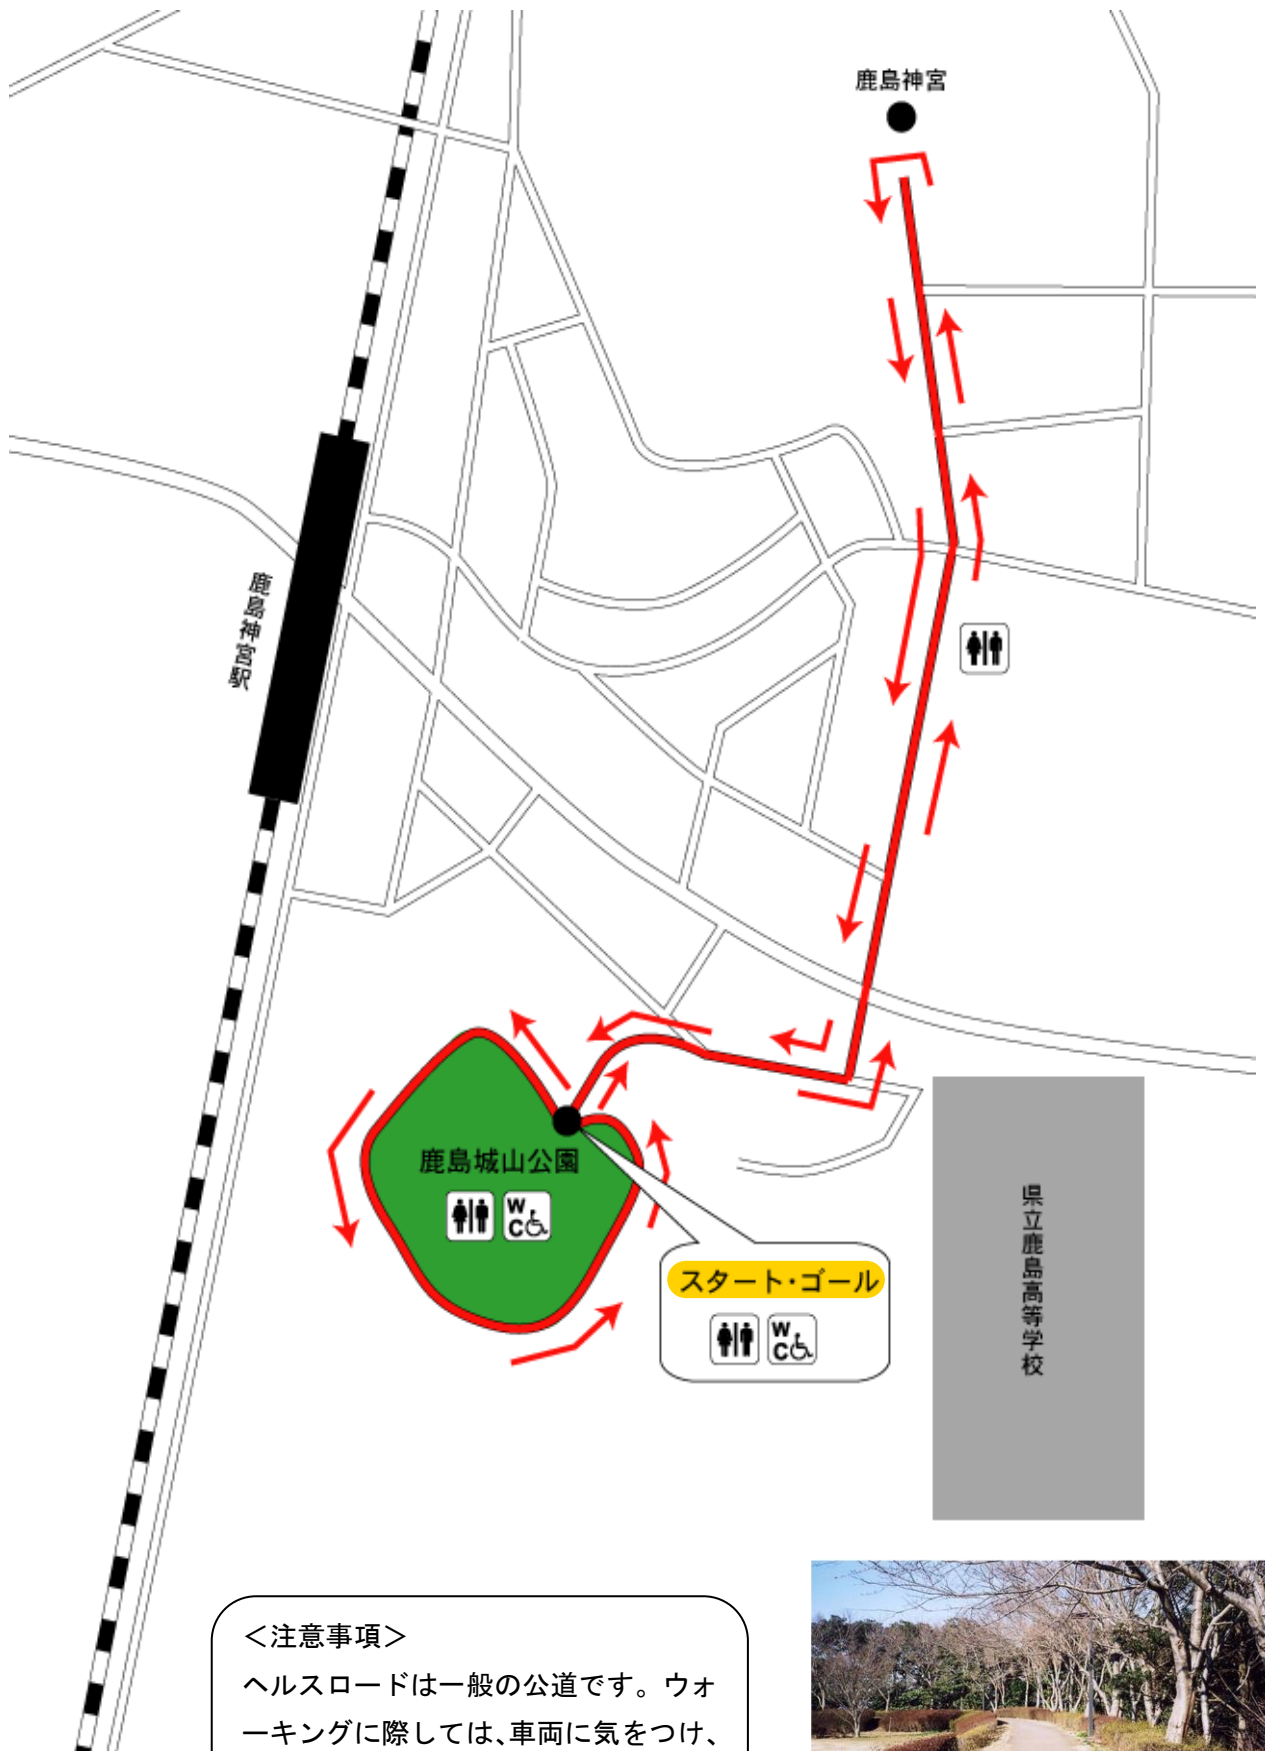 鹿島神宮
鹿島神宮駅
鹿島城山公園
W
C
スタート・ゴール
W
C
県立鹿島高等学校
＜注意事項＞
ヘルスロードは一般の公道です。ウォ
ーキングに際しては、車両に気をつけ、